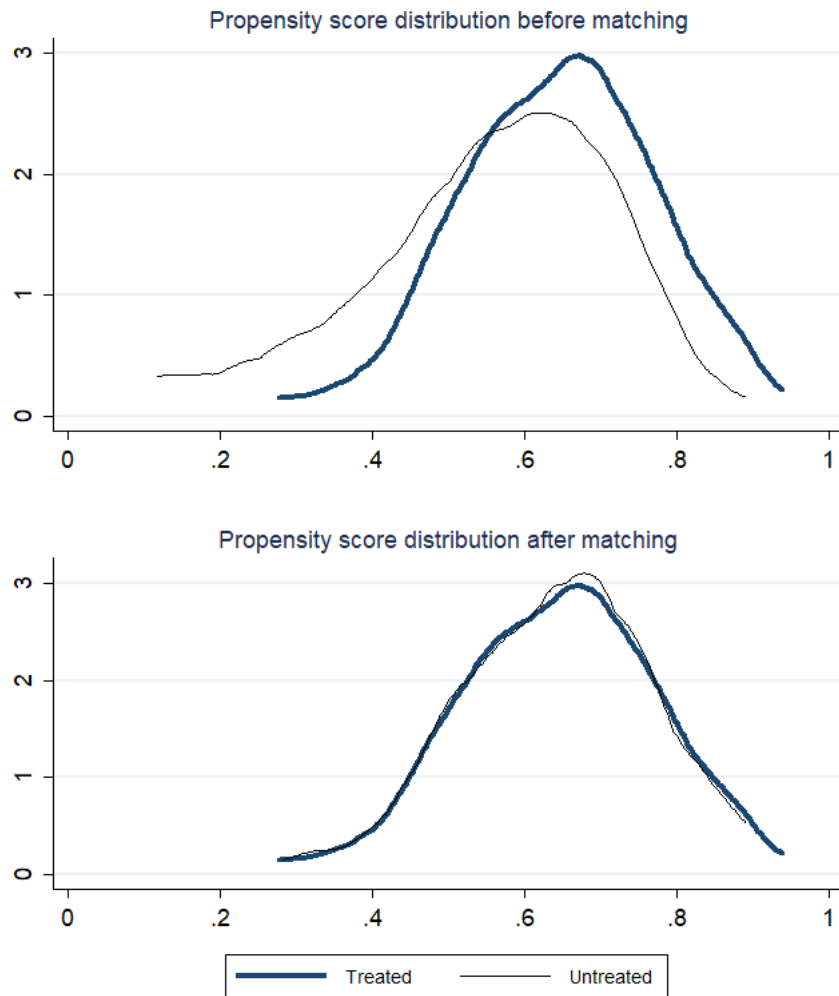 Propensity score distribution before matching
3
2
1
0
0 .2 .4 .6 .8 1
Propensity score distribution after matching
3
2
1
0
0 .2 .4 .6 .8 1
Treated Untreated